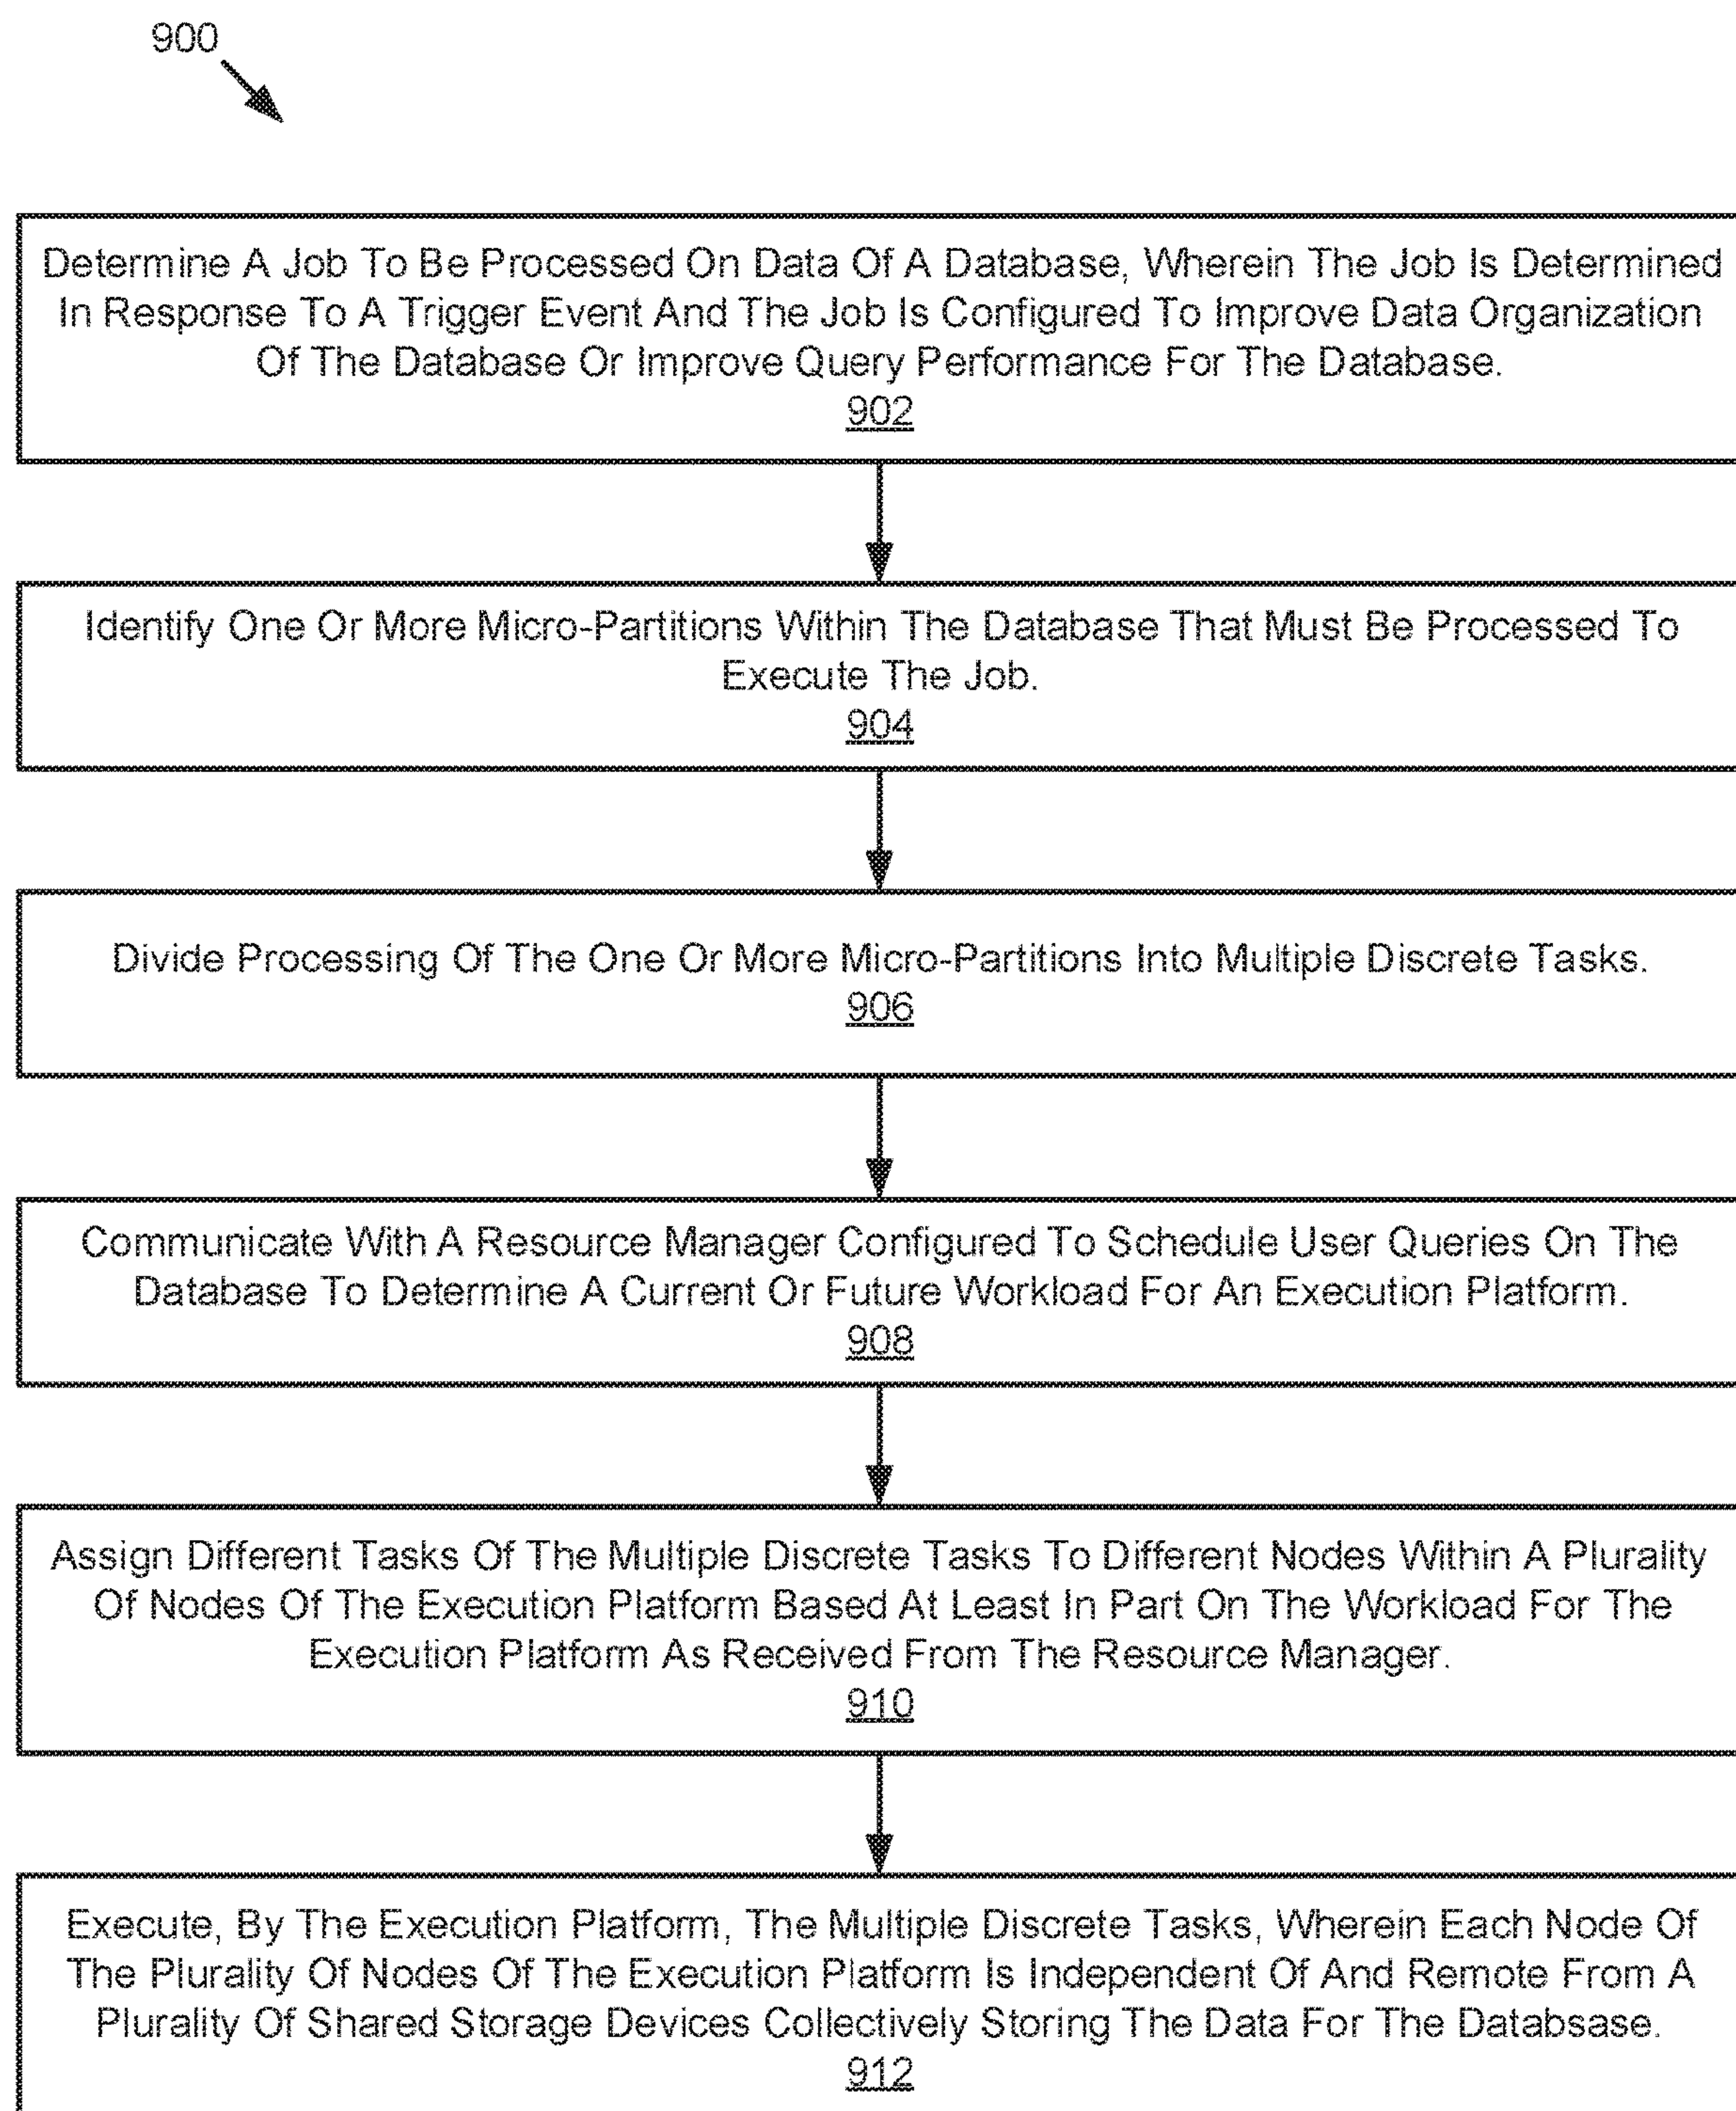 900
Determine A Job To Be Processed On Data Of A Database, Wherein The Job Is Determined
In Response To A Trigger Event And The Job Is Configured To Improve Data Organization
Of The Database Or Improve Query Performance For The Database.
902
Identify One Or More Micro-Partitions Within The Database That Must Be Processed To
Execute The Job.
904
Divide Processing Of The One Or More Micro-Partitions Into Multiple Discrete Tasks.
906
Communicate With A Resource Manager Configured To Schedule User Queries On The
Database To Determine A Current Or Future Workload For An Execution Platform.
908
Assign Different Tasks Of The Multiple Discrete Tasks To Different Nodes Within A Plurality
Of Nodes Of The Execution Platform Based At Least In Part On The Workload For The
Execution Platform As Received From The Resource Manager.
910
Execute, By The Execution Platform, The Multiple Discrete Tasks, Wherein Each Node Of
The Plurality Of Nodes Of The Execution Platform Is Independent Of And Remote From A
Plurality Of Shared Storage Devices Collectively Storing The Data For The Databsase.
912